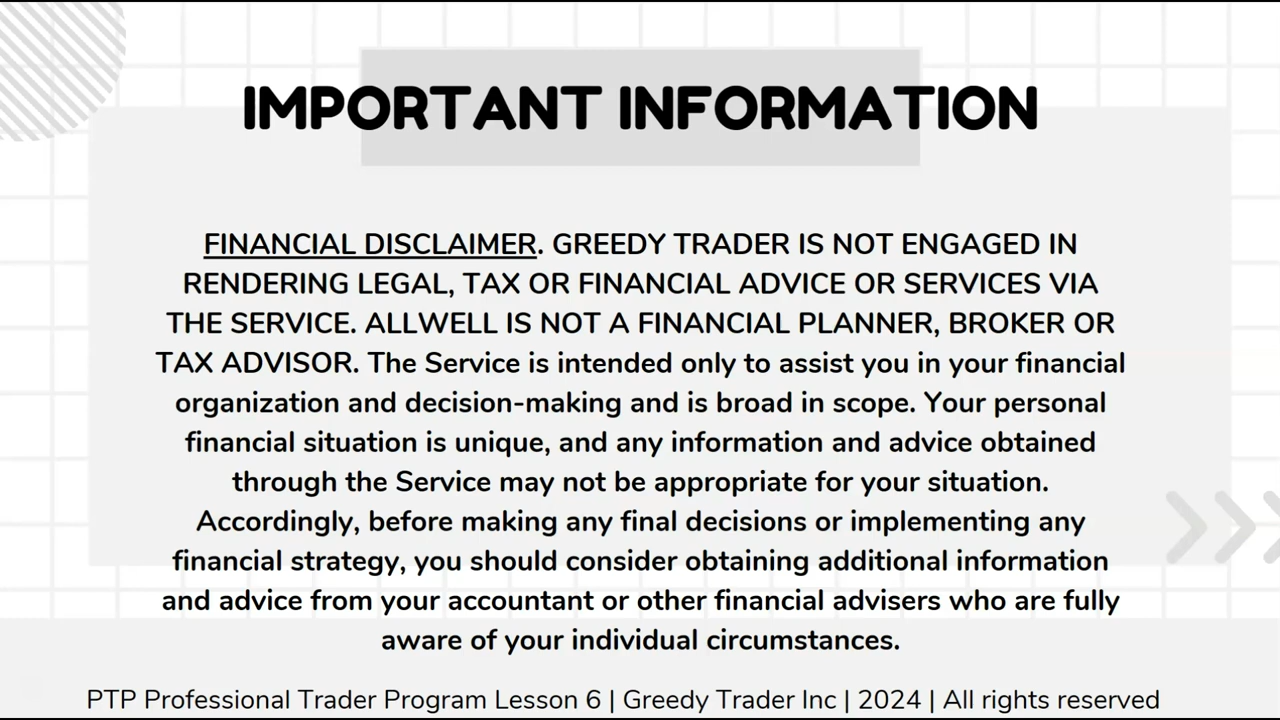 IMPORTANT INFORMATION
FINANCIAL DISCLAIMER. GREEDY TRADER IS NOT ENGAGED IN
RENDERING LEGAL, TAX OR FINANCIAL ADVICE OR SERVICES VIA
THE SERVICE. ALLWELL IS NOT A FINANCIAL PLANNER, BROKER OR
TAX ADVISOR. The Service is intended only to assist you in your financial
organization and decision-making and is broad in scope. Your personal
financial situation is unique, and any information and advice obtained
through the Service may not be appropriate for your situation.
Accordingly, before making any final decisions or implementing any
financial strategy, you should consider obtaining additional information
and advice from your accountant or other financial advisers who are fully
aware of your individual circumstances.
PTP Professional Trader Program Lesson 6 | Greedy Trader Inc | 2024 | All rights reserved